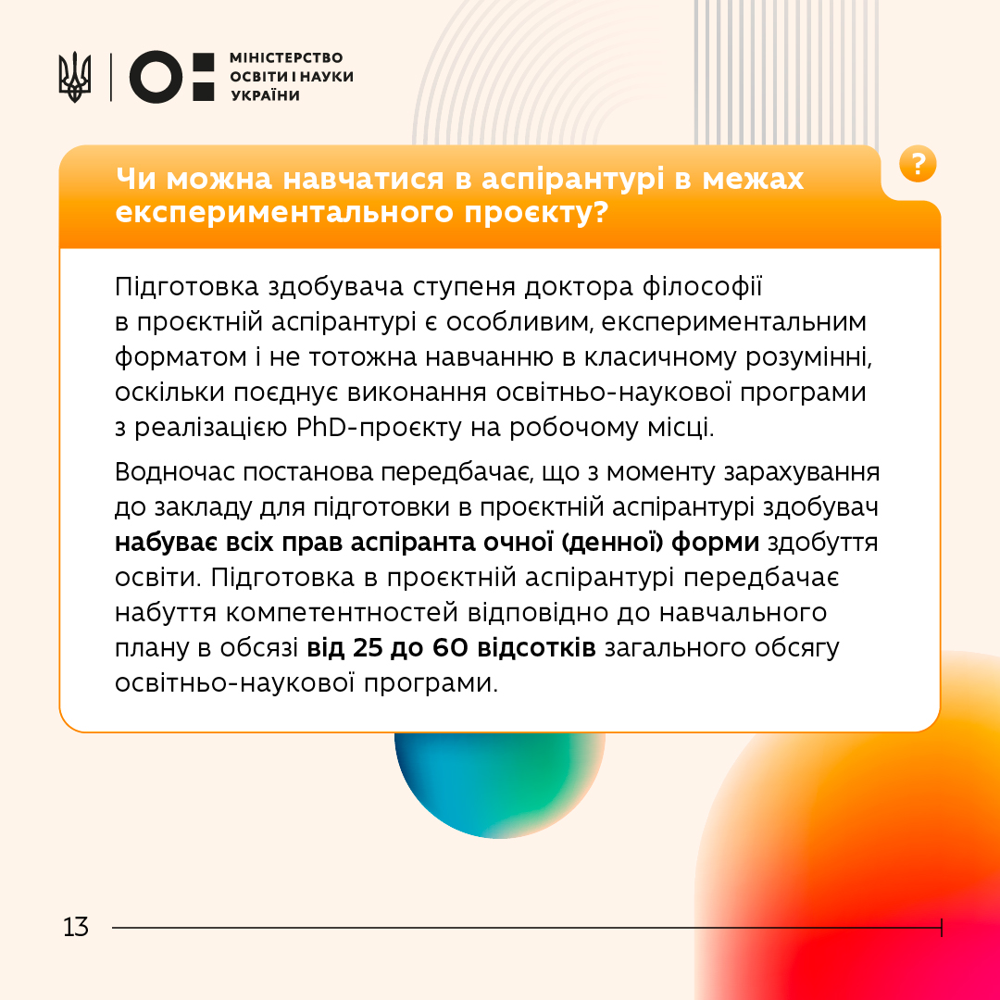 МІНІСТЕРСТВО
ОСВІТИ І НАУКИ
УКРАЇНИ
Чи можна навчатися в аспірантурі в межах
експериментального проєкту?
?
Підготовка здобувача ступеня доктора філософії
в проєктній аспірантурі є особливим, експериментальним
форматом і не тотожна навчанню в класичному розумінні,
оскільки поєднує виконання освітньо-наукової програми
з реалізацією PhD-проєкту на робочому місці.
Водночас постанова передбачає, що з моменту зарахування
до закладу для підготовки в проєктній аспірантурі здобувач
набуває всіх прав аспіранта очної (денної) форми здобуття
освіти. Підготовка в проєктній аспірантурі передбачає
набуття компетентностей відповідно до навчального
плану в обсязі від 25 до 60 відсотків загального обсягу
освітньо-наукової програми.
13